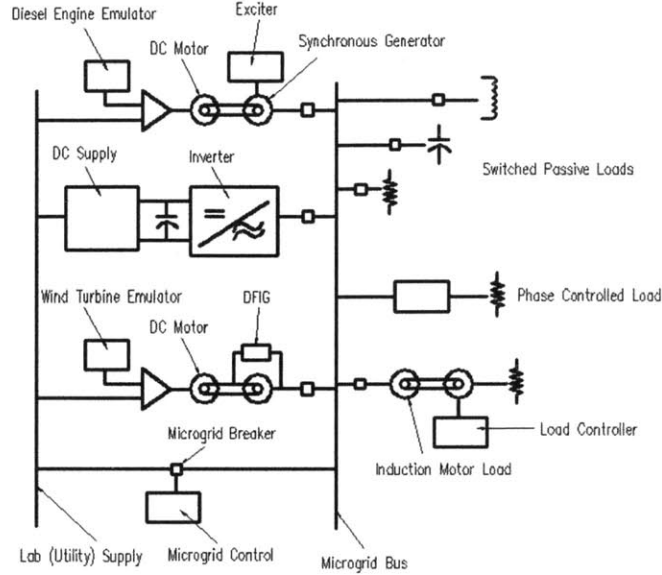 Diesel Engine Emulator
Exciter
DC Motor
Synchronous Generator
DC Supply
Inverter
Switched Passive Loads
Wind Turbine Emulator
DFIG
Phase Controlled Load
DC Motor
Microgrid Breaker
Load Controller
Induction Motor Load
Lab (Utility) Supply
Microgrid Control
Microgrid Bus